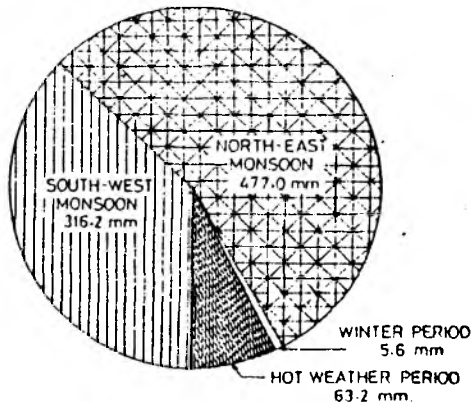 NORTH-EAST
MONSOON
477.0 mm
SOUTH-WEST
MONSOON
316.2 mm
WINTER PERIOD
5.6 mm
HOT WEATHER PERIOD
63.2 mm.